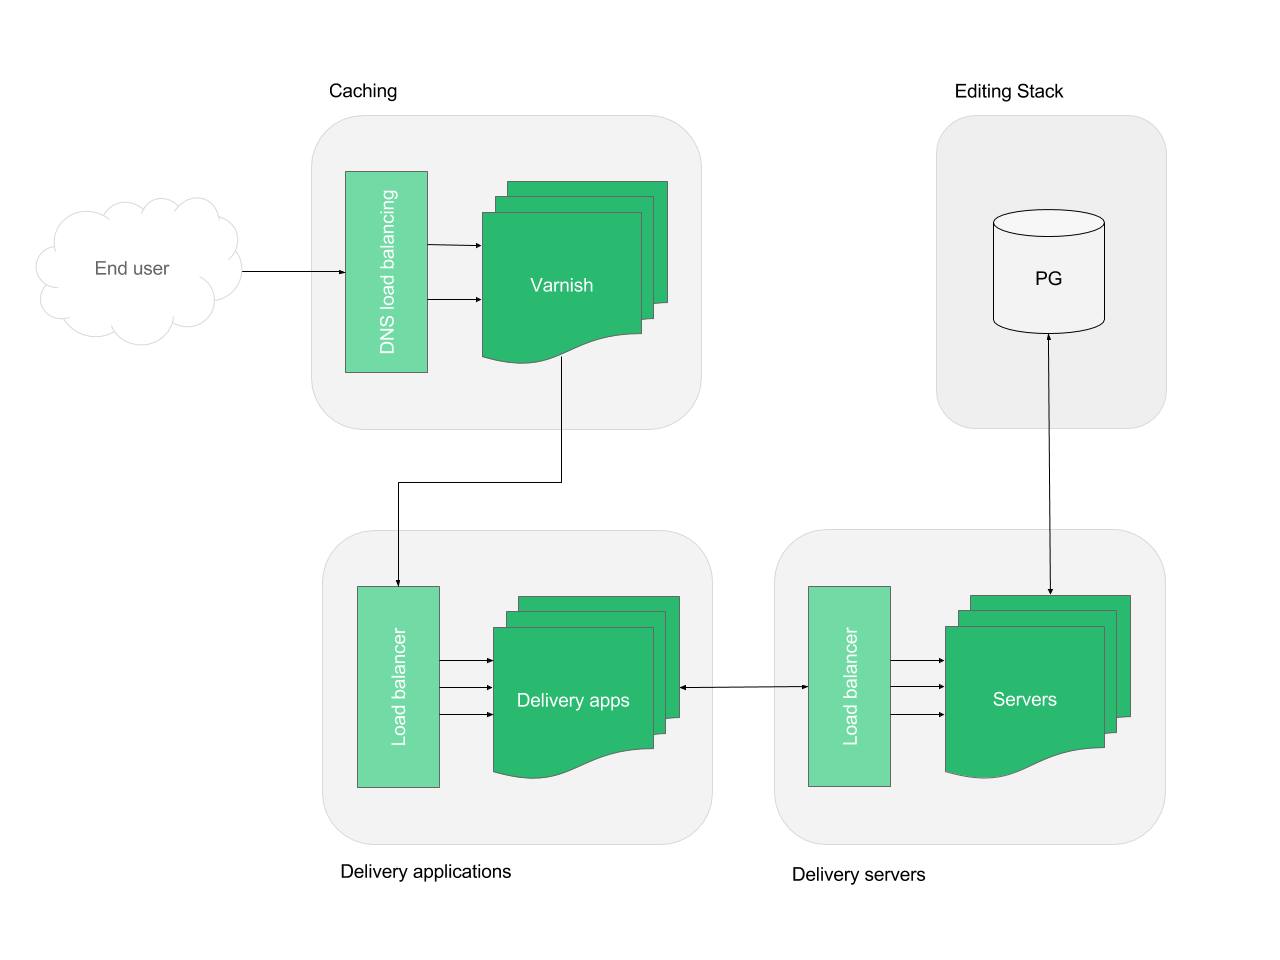 Caching
Editing Stack
End user
DNS load balancing
Varnish
PG
Load balancer
Delivery apps
Load balancer
Servers
Delivery applications
Delivery servers